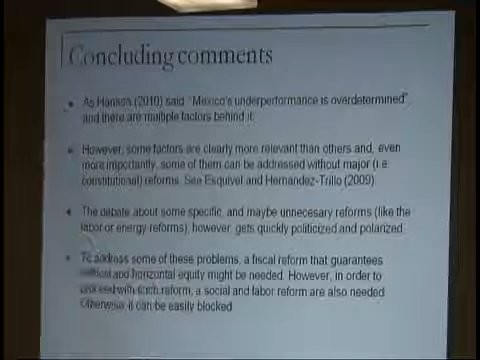 Concluding comments
• As Hanson (2010) said "Mexico's underperformance is overdetermined",
and there are multiple factors behind it.
• However, some factors are clearly more relevant than others and, even
more importantly, some of them can be addressed without major (i.e.
constitutional) reforms. See Esquivel and Hernandez-Trillo (2009)
• The debate about some specific, and maybe unnecessary reforms (like the
labor or energy reforms), however, gets quickly politicized and polarized.
• To address some of these problems, a fiscal reform that guarantees
vertical and horizontal equity might be needed. However, in order to
proceed with such reform, a social and labor reform are also needed.
Otherwise it can be easily blocked